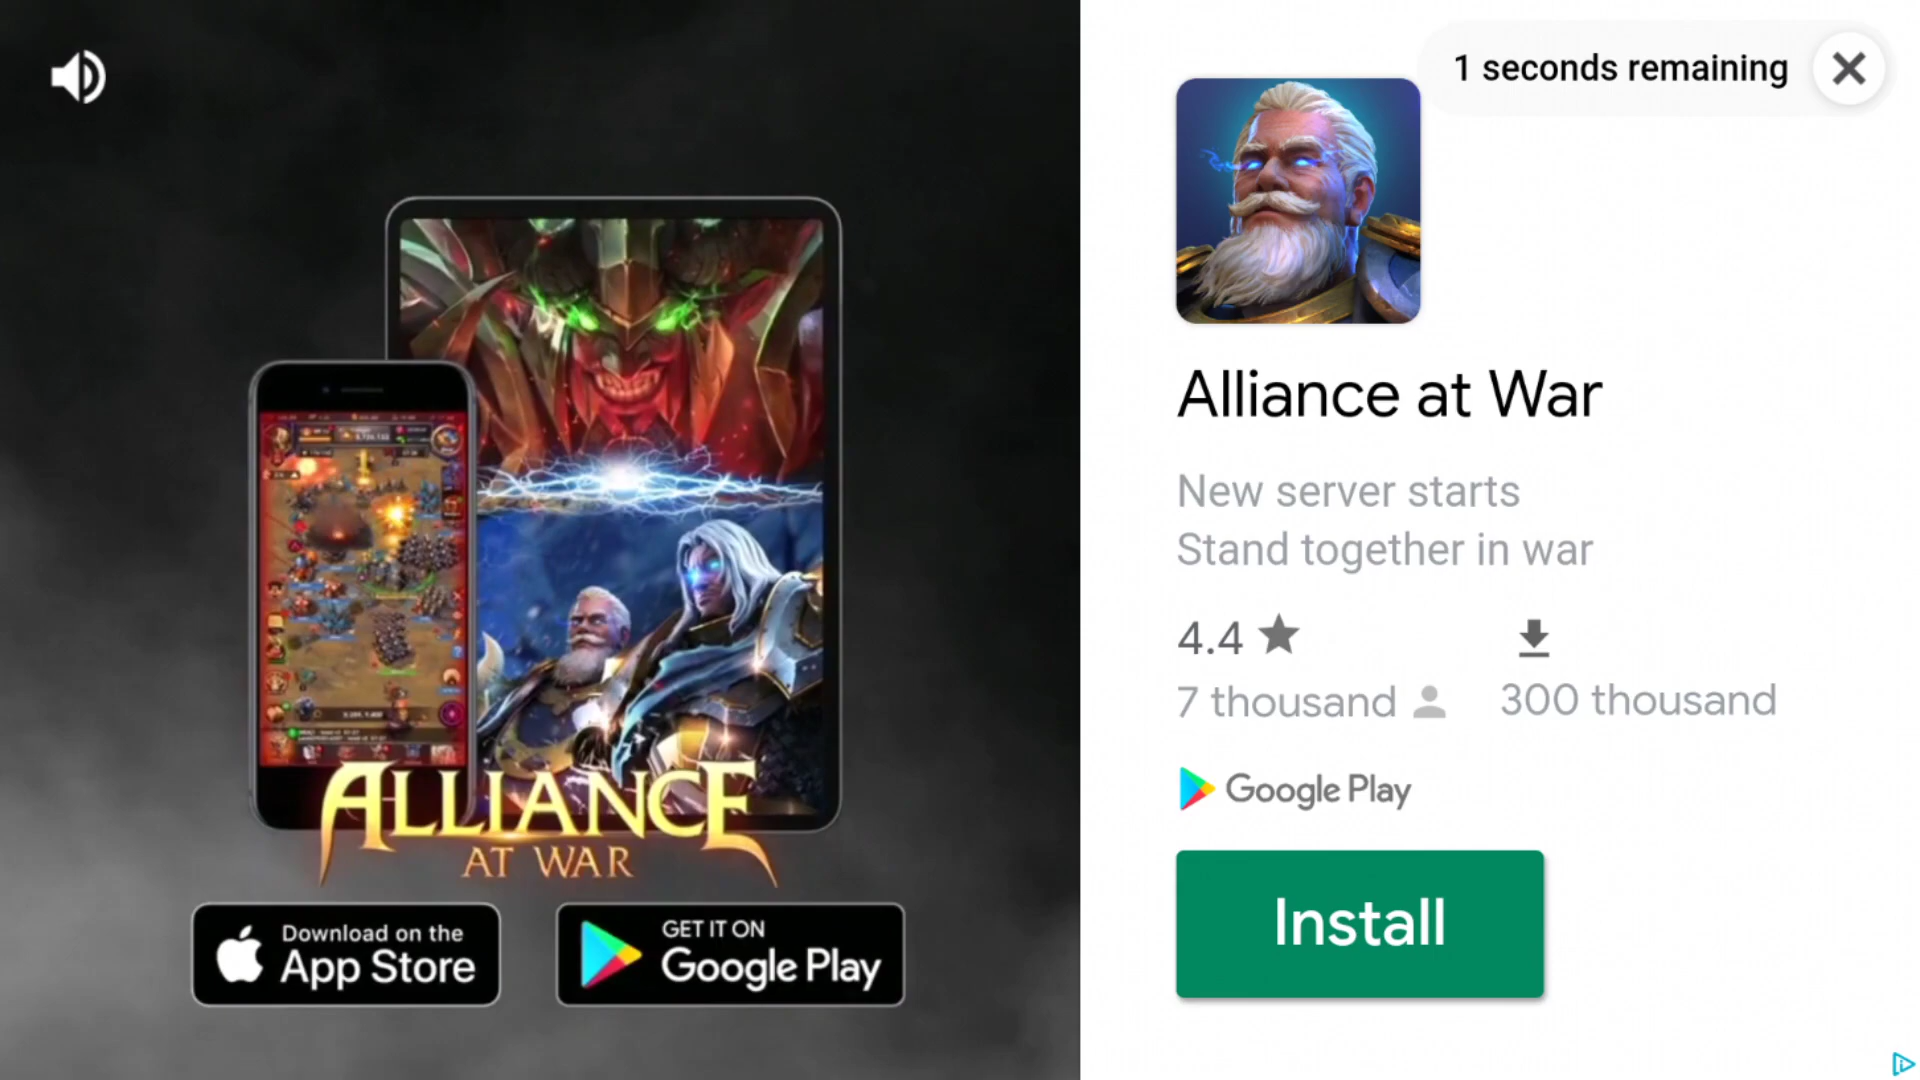 ALLIANCE
AT WAR
Download on the
App Store
GET IT ON
Google Play
1 seconds remaining
Alliance at War
New server starts
Stand together in war
4.4
7 thousand
300 thousand
Google Play
Install